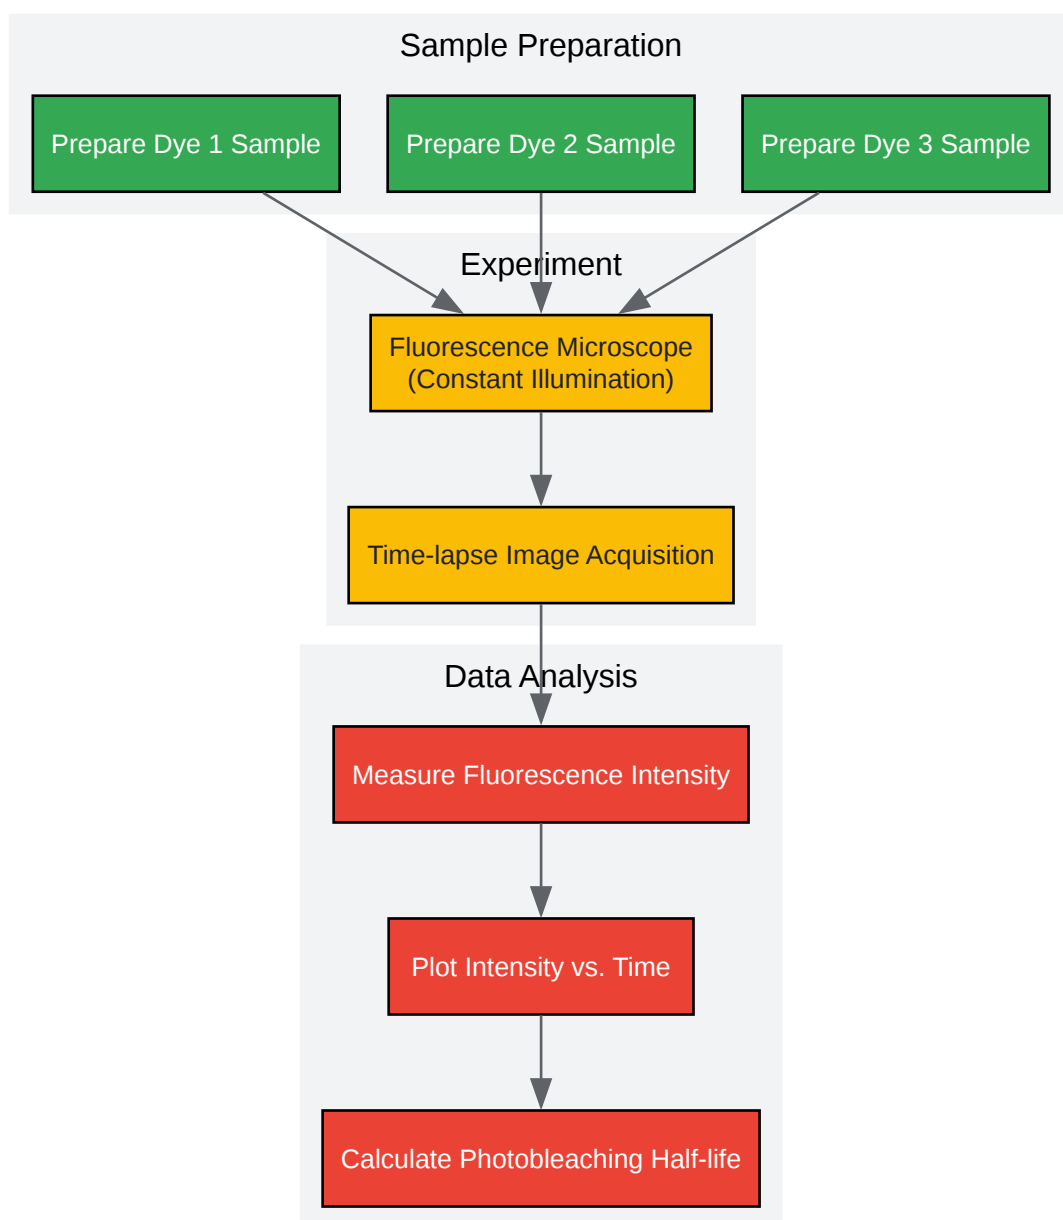 Sample Preparation
Prepare Dye 1 Sample
Prepare Dye 2 Sample
Prepare Dye 3 Sample
Experiment
Fluorescence Microscope
(Constant Illumination)
Time-lapse Image Acquisition
Data Analysis
Measure Fluorescence Intensity
Plot Intensity vs. Time
Calculate Photobleaching Half-life